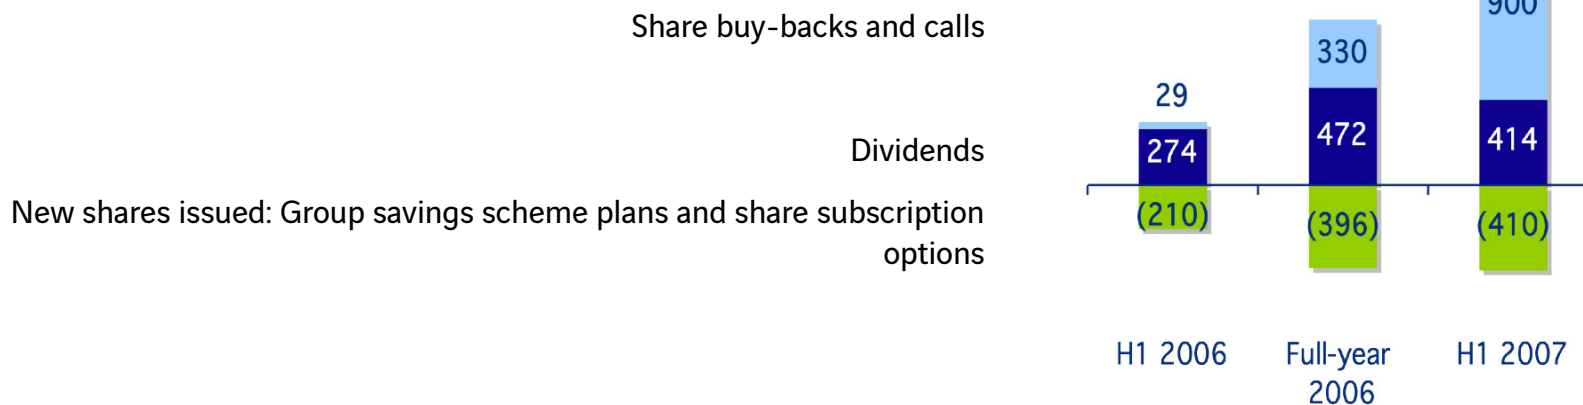 900
Share buy-backs and calls
330
29
Dividends
274
472
414
New shares issued: Group savings scheme plans and share subscription
options
(210)
(396)
(410)
H1 2006
Full-year
2006
H1 2007